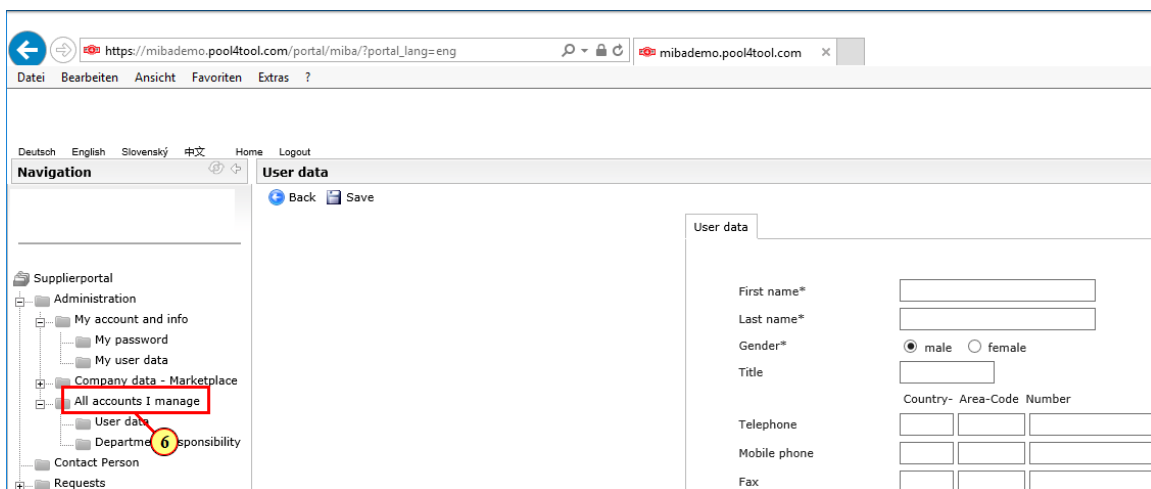 https://mibademo.pool4tool.com/portal/miba/?portal_lang=eng
mibademo.pool4tool.com
Datei Bearbeiten Ansicht Favoriten Extras ?
Deutsch English Slovenský 中文 Home Logout
Navigation
User data
Back Save
User data
Supplierportal
Administration
My account and info
My password
My user data
Company data - Marketplace
All accounts I manage
User data
6
Contact Person
Requests
First name*
Last name*
Gender*
male female
Title
Country- Area-Code Number
Telephone
Mobile phone
Fax